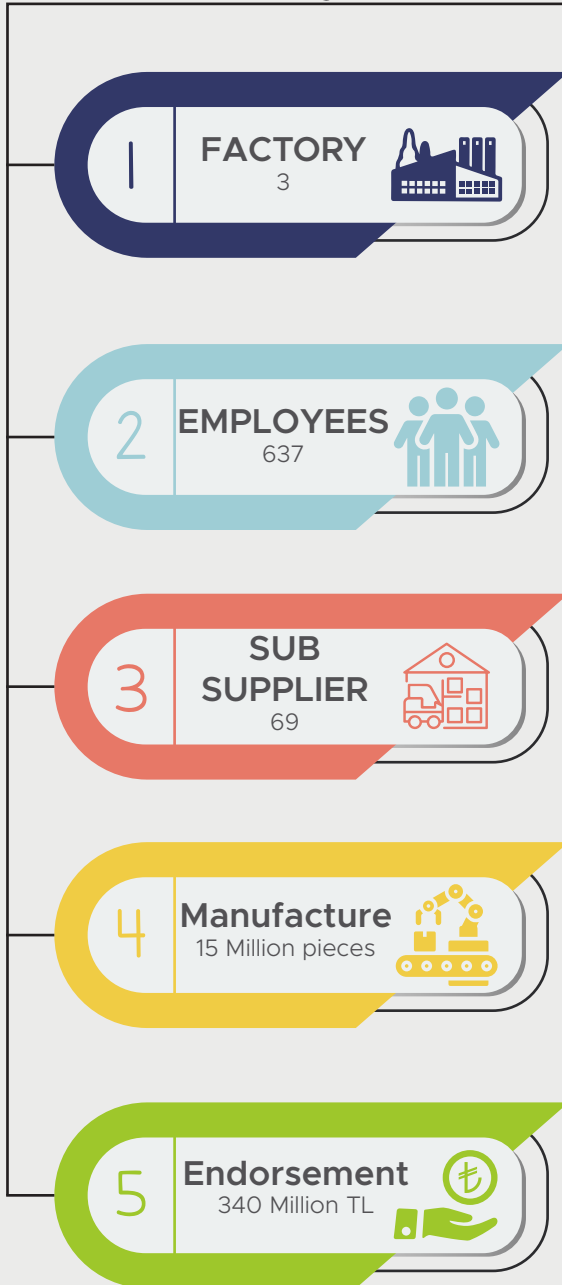 1
FACTORY
3
2
EMPLOYEES
637
3
SUB
SUPPLIER
69
4
Manufacture
15 Million pieces
5
Endorsement
340 Million TL
₺